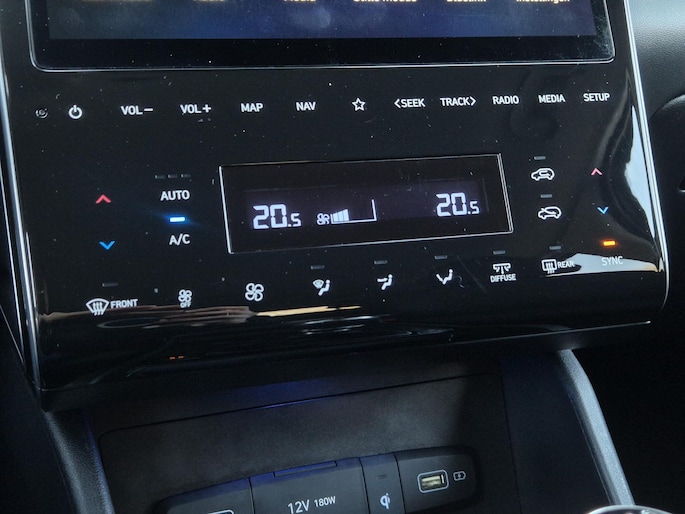 VOL− VOL+ MAP NAV ☆ <SEEK TRACK> RADIO MEDIA SETUP
AUTO
20.5 20.5
A/C
FRONT OFF DIFFUSE REAR SYNC
12V 180W